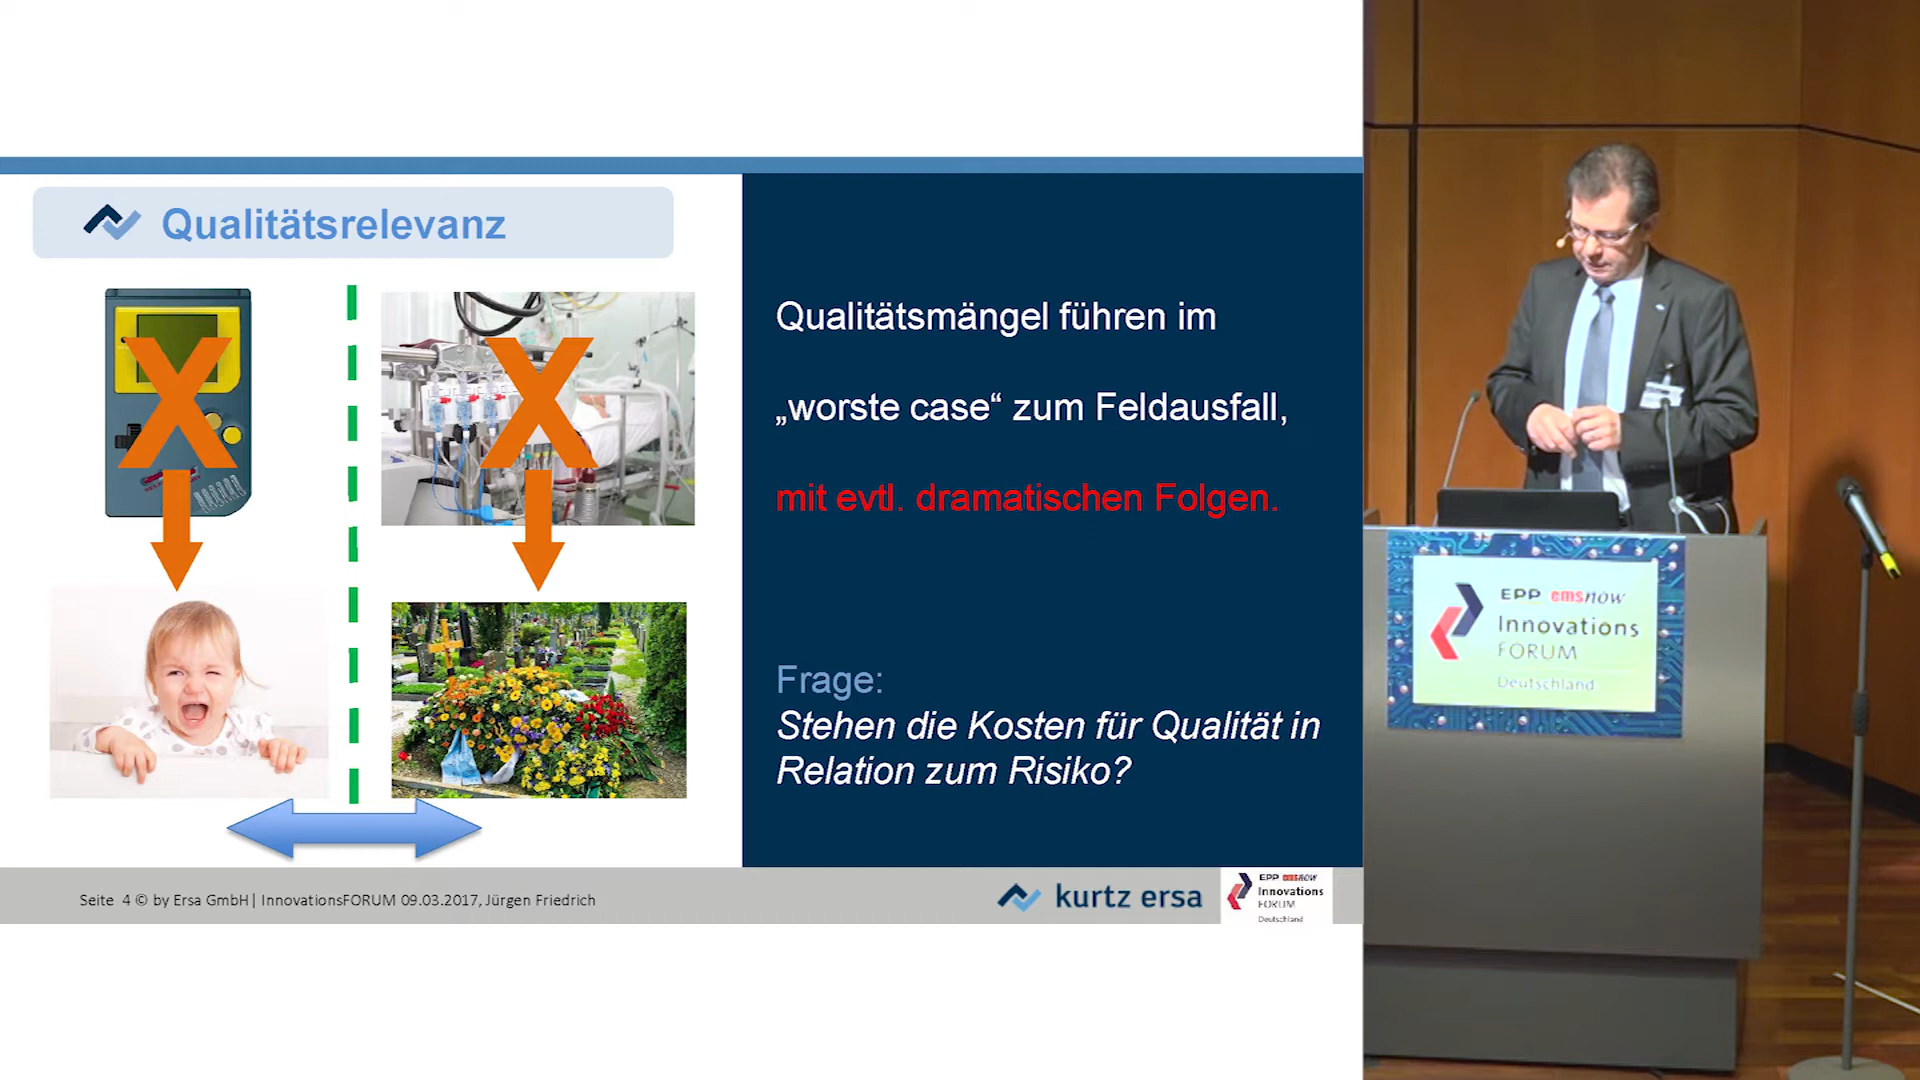 Qualitätsrelevanz
X
X
Qualitätsmängel führen im
„worste case“ zum Feldausfall,
mit evtl. dramatischen Folgen.
Frage:
Stehen die Kosten für Qualität in
Relation zum Risiko?
Seite 4 © by Ersa GmbH| InnovationsFORUM 09.03.2017, Jürgen Friedrich
kurtz ersa
EPP emsnow
Innovations
FORUM
Deutschland
EPP emsnow
Innovations
FORUM
Deutschland